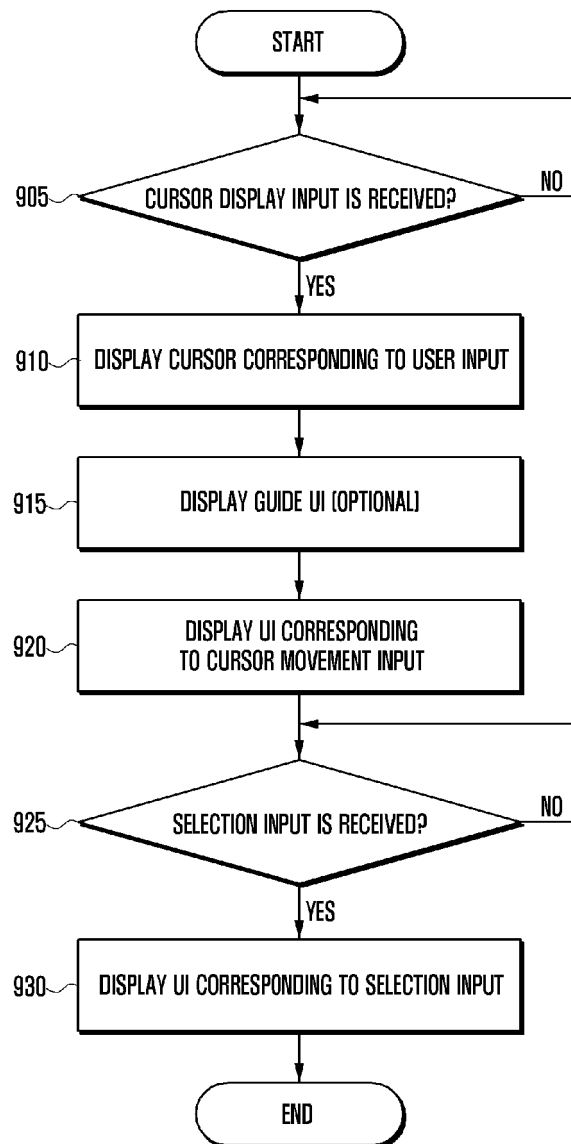 START
905
CURSOR DISPLAY INPUT IS RECEIVED?
NO
YES
910
DISPLAY CURSOR CORRESPONDING TO USER INPUT
915
DISPLAY GUIDE UI (OPTIONAL)
920
DISPLAY UI CORRESPONDING
TO CURSOR MOVEMENT INPUT
925
SELECTION INPUT IS RECEIVED?
NO
YES
930
DISPLAY UI CORRESPONDING TO SELECTION INPUT
END